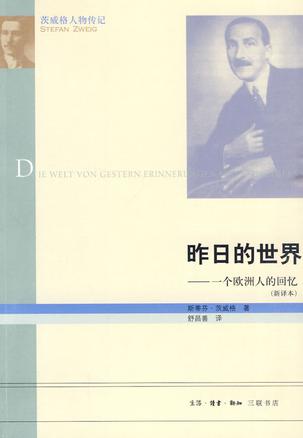 茨威格人物传记
STEFAN ZWEIG
DIE WELT VON GESTERN ERINNERUNGEN
昨日的世界
——一个欧洲人的回忆
(新译本)
斯蒂芬·茨威格 著
舒昌善 译
生活·读书·新知 三联书店